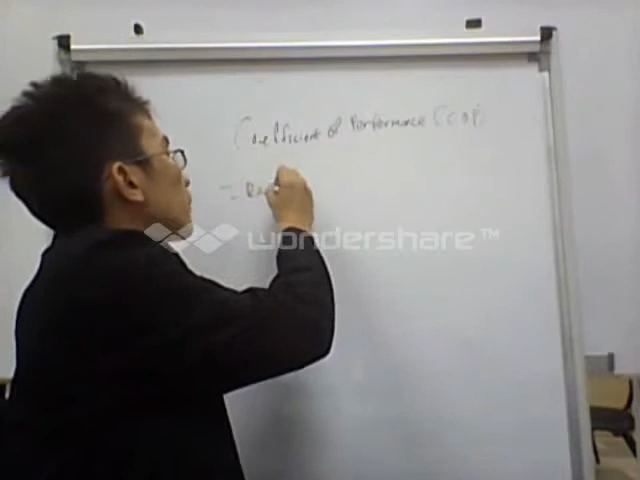 Coefficient of Performance (COP)
=
wondershare™